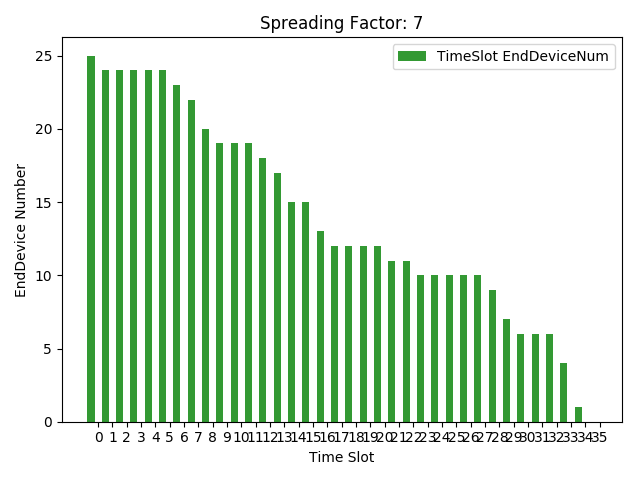 Spreading Factor: 7
TimeSlot EndDeviceNum
EndDevice Number
25
20
15
10
5
0
0 1 2 3 4 5 6 7 8 9 10 11 12 13 14 15 16 17 18 19 20 21 22 23 24 25 26 27 28 29 30 31 32 33 34 35
Time Slot